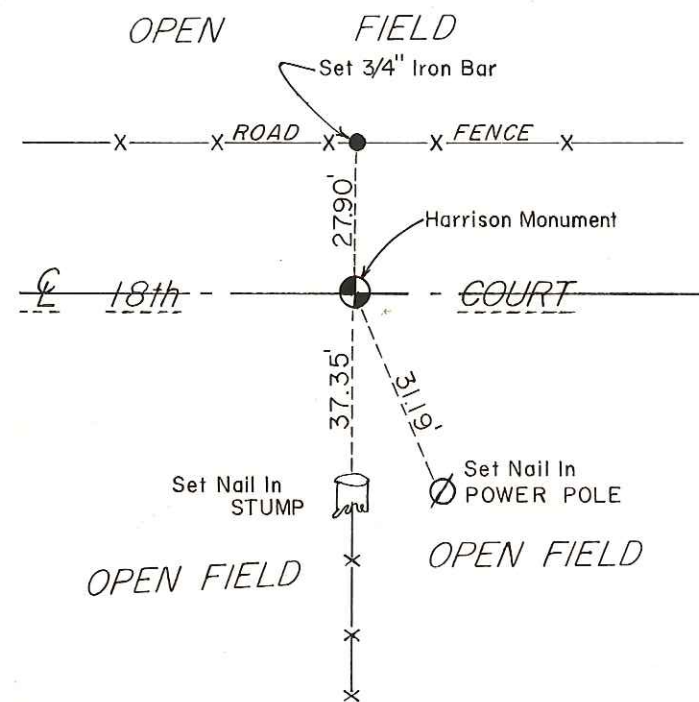 OPEN FIELD
Set 3/4" Iron Bar
ROAD FENCE
27.90'
Harrison Monument
℄ 18th COURT
37.35'
31.19'
Set Nail In
STUMP
Set Nail In
POWER POLE
OPEN FIELD
OPEN FIELD